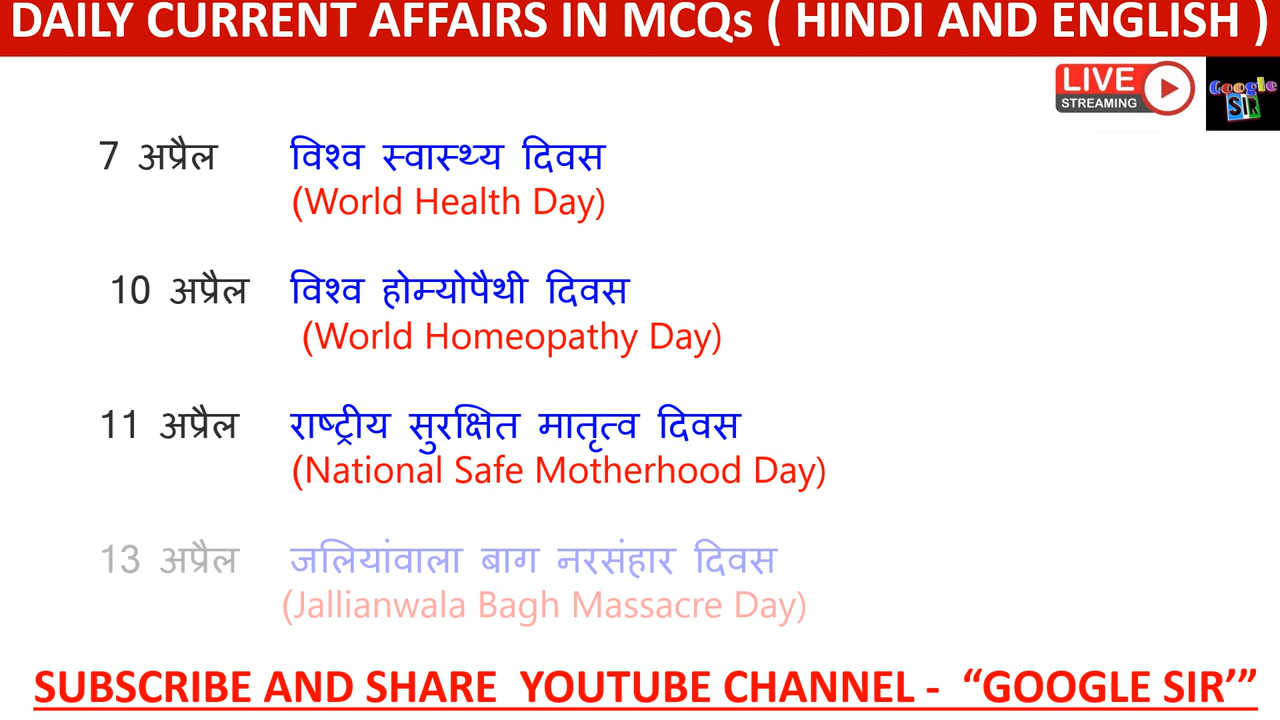 DAILY CURRENT AFFAIRS IN MCQs ( HINDI AND ENGLISH )
LIVE
STREAMING
Google
SIR
7 अप्रैल विश्व स्वास्थ्य दिवस
(World Health Day)
10 अप्रैल विश्व होम्योपैथी दिवस
(World Homeopathy Day)
11 अप्रैल राष्ट्रीय सुरक्षित मातृत्व दिवस
(National Safe Motherhood Day)
13 अप्रैल जलियांवाला बाग नरसंहार दिवस
(Jallianwala Bagh Massacre Day)
SUBSCRIBE AND SHARE YOUTUBE CHANNEL - “GOOGLE SIR’”